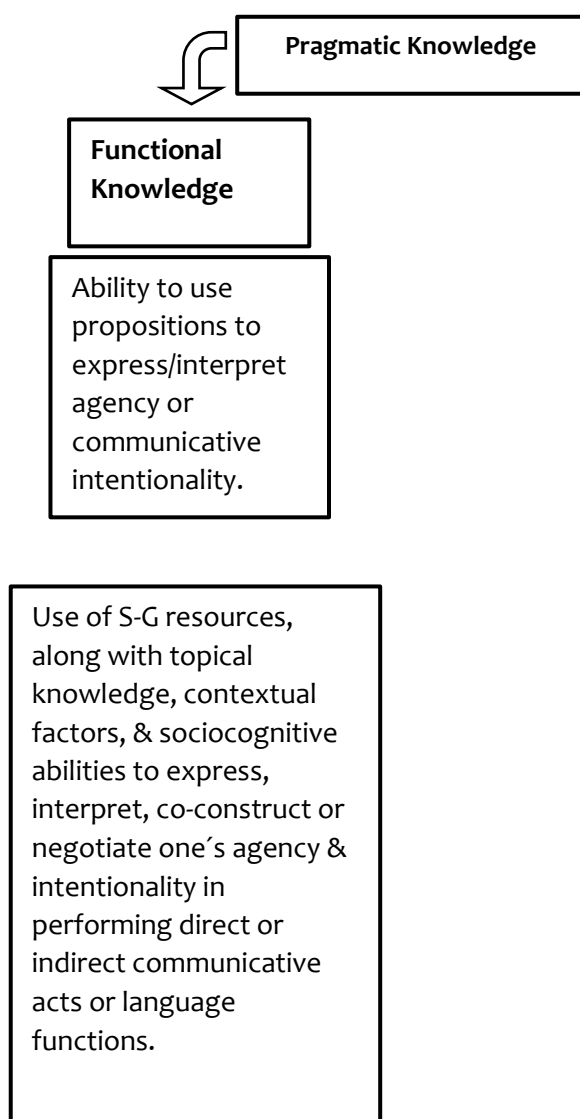 Pragmatic Knowledge
Functional
Knowledge
Ability to use
propositions to
express/interpret
agency or
communicative
intentionality.
Use of S-G resources,
along with topical
knowledge, contextual
factors, & sociocognitive
abilities to express,
interpret, co-construct or
negotiate one´s agency &
intentionality in
performing direct or
indirect communicative
acts or language
functions.